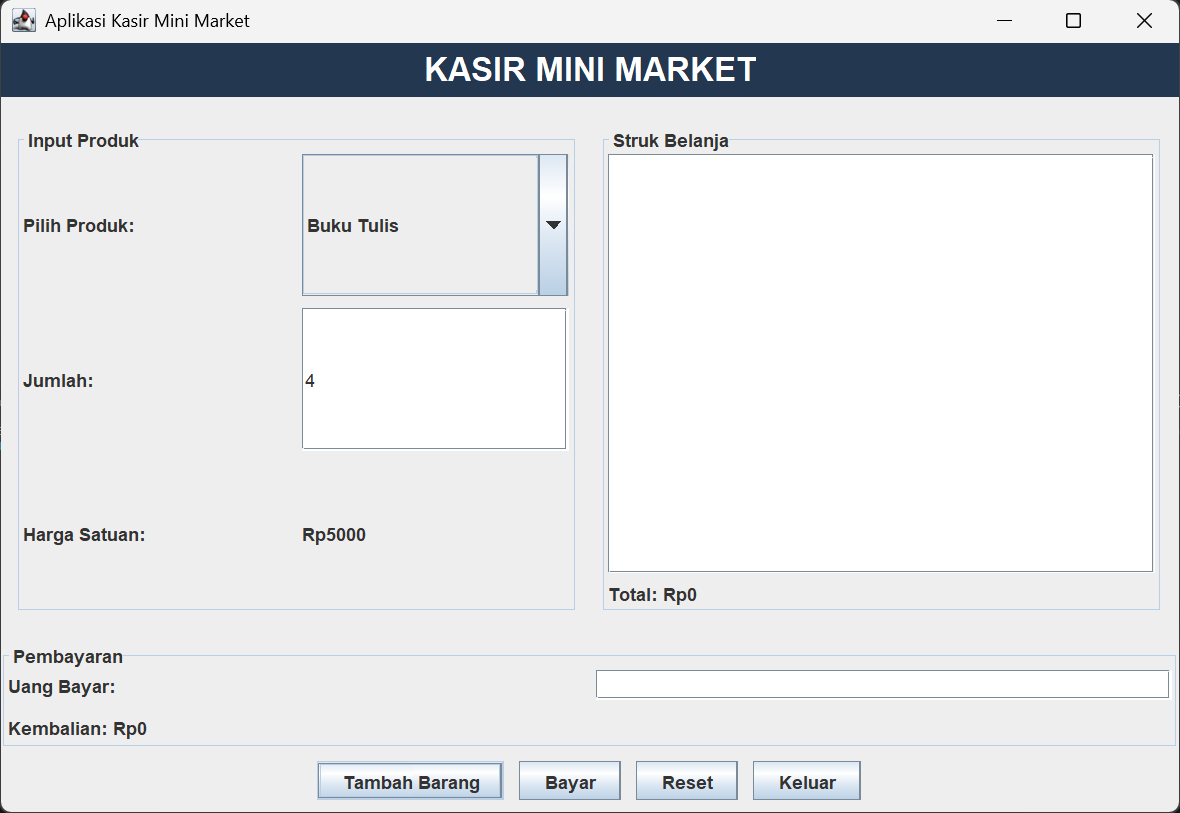 Aplikasi Kasir Mini Market
KASIR MINI MARKET
Input Produk
Pilih Produk:
Buku Tulis
Jumlah:
4
Harga Satuan:
Rp5000
Struk Belanja
Total: Rp0
Pembayaran
Uang Bayar:
Kembalian: Rp0
Tambah Barang
Bayar
Reset
Keluar